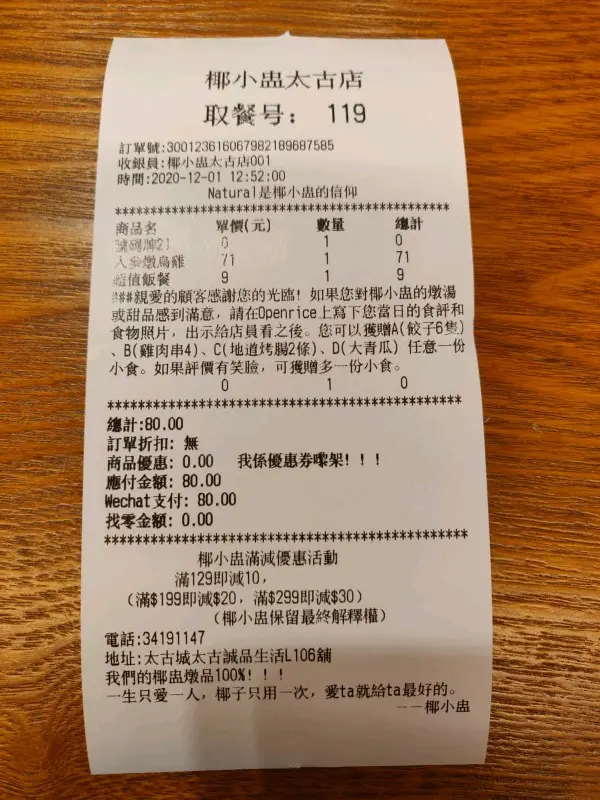 椰小盅太古店
取餐号： 119
訂單號:300123616067982189687585
收銀員:椰小盅太古店001
時間:2020-12-01 12:52:00
Natural是椰小盅的信仰
************************************
商品名 單價(元) 數量 總計
號碼牌21 0 1 0
人參燉烏雞 71 1 71
超值飯餐 9 1 9
###親愛的顧客感謝您的光臨! 如果您對椰小盅的燉湯
或甜品感到滿意, 請在Openrice上寫下您當日的食評和
食物照片, 出示給店員看之後。您可以獲贈A(餃子6隻)
、B(雞肉串4)、C(地道烤腸2條)、D(大青瓜) 任意一份
小食。如果評價有笑臉, 可獲贈多一份小食。
0 1 0
************************************
總計:80.00
訂單折扣: 無
商品優惠: 0.00 我係優惠券嚟架!!!
應付金額: 80.00
Wechat支付: 80.00
找零金額: 0.00
************************************
椰小盅滿減優惠活動
滿129即減10,
(滿$199即減$20, 滿$299即減$30)
(椰小盅保留最終解釋權)
電話:34191147
地址:太古城太古誠品生活L106舖
我們的椰盅燉品100%!!!
一生只愛一人, 椰子只用一次, 愛ta就給ta最好的。
——椰小盅